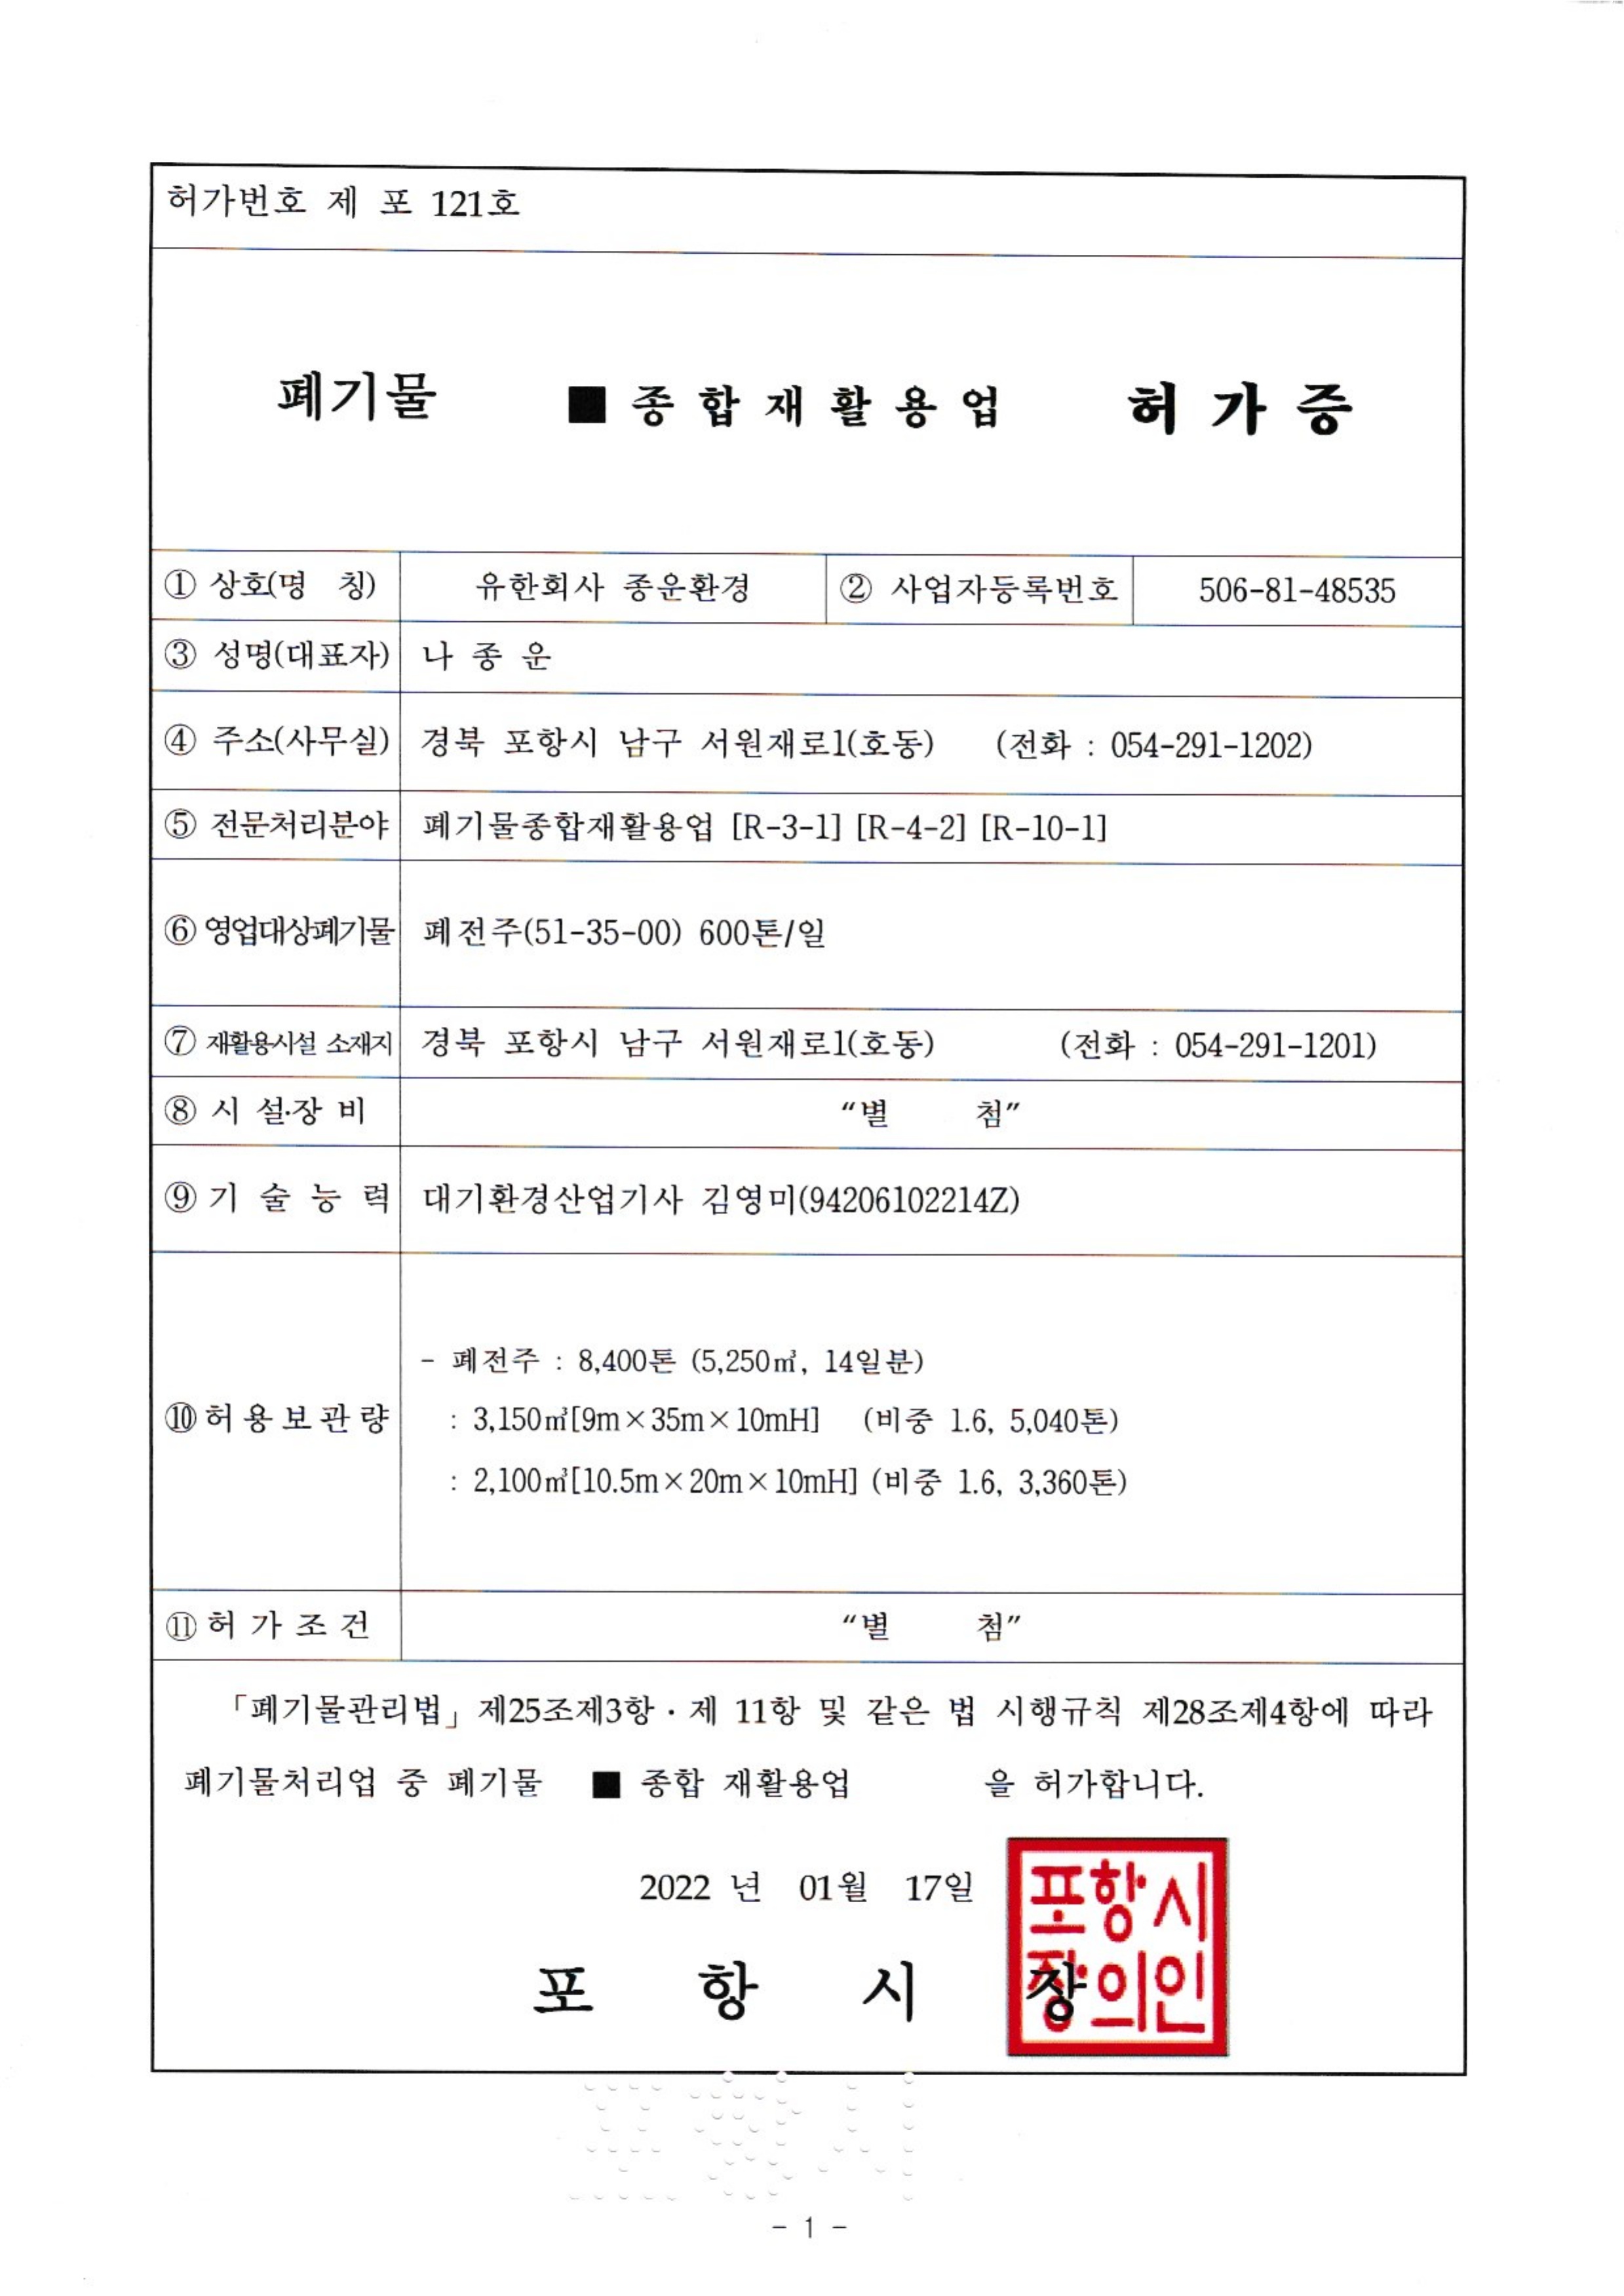 허가번호 제 포 121호
폐기물 ■ 종 합 재 활 용 업 허 가 증
① 상호(명 칭) 유한회사 종운환경 ② 사업자등록번호 506-81-48535
③ 성명(대표자) 나 종 운
④ 주소(사무실) 경북 포항시 남구 서원재로1(호동) (전화 : 054-291-1202)
⑤ 전문처리분야 폐기물종합재활용업 [R-3-1] [R-4-2] [R-10-1]
⑥ 영업대상폐기물 폐전주(51-35-00) 600톤/일
⑦ 재활용시설 소재지 경북 포항시 남구 서원재로1(호동) (전화 : 054-291-1201)
⑧ 시 설·장 비 “별 첨”
⑨ 기 술 능 력 대기환경산업기사 김영미(94206102214Z)
⑩ 허 용 보 관 량
- 폐전주 : 8,400톤 (5,250㎥, 14일분)
: 3,150㎥[9m×35m×10mH] (비중 1.6, 5,040톤)
: 2,100㎥[10.5m×20m×10mH] (비중 1.6, 3,360톤)
⑪ 허 가 조 건 “별 첨”
「폐기물관리법」 제25조제3항·제 11항 및 같은 법 시행규칙 제28조제4항에 따라
폐기물처리업 중 폐기물 ■ 종합 재활용업 을 허가합니다.
2022 년 01월 17일
포 항 시 장
포항시
장의인
포항시
- 1 -